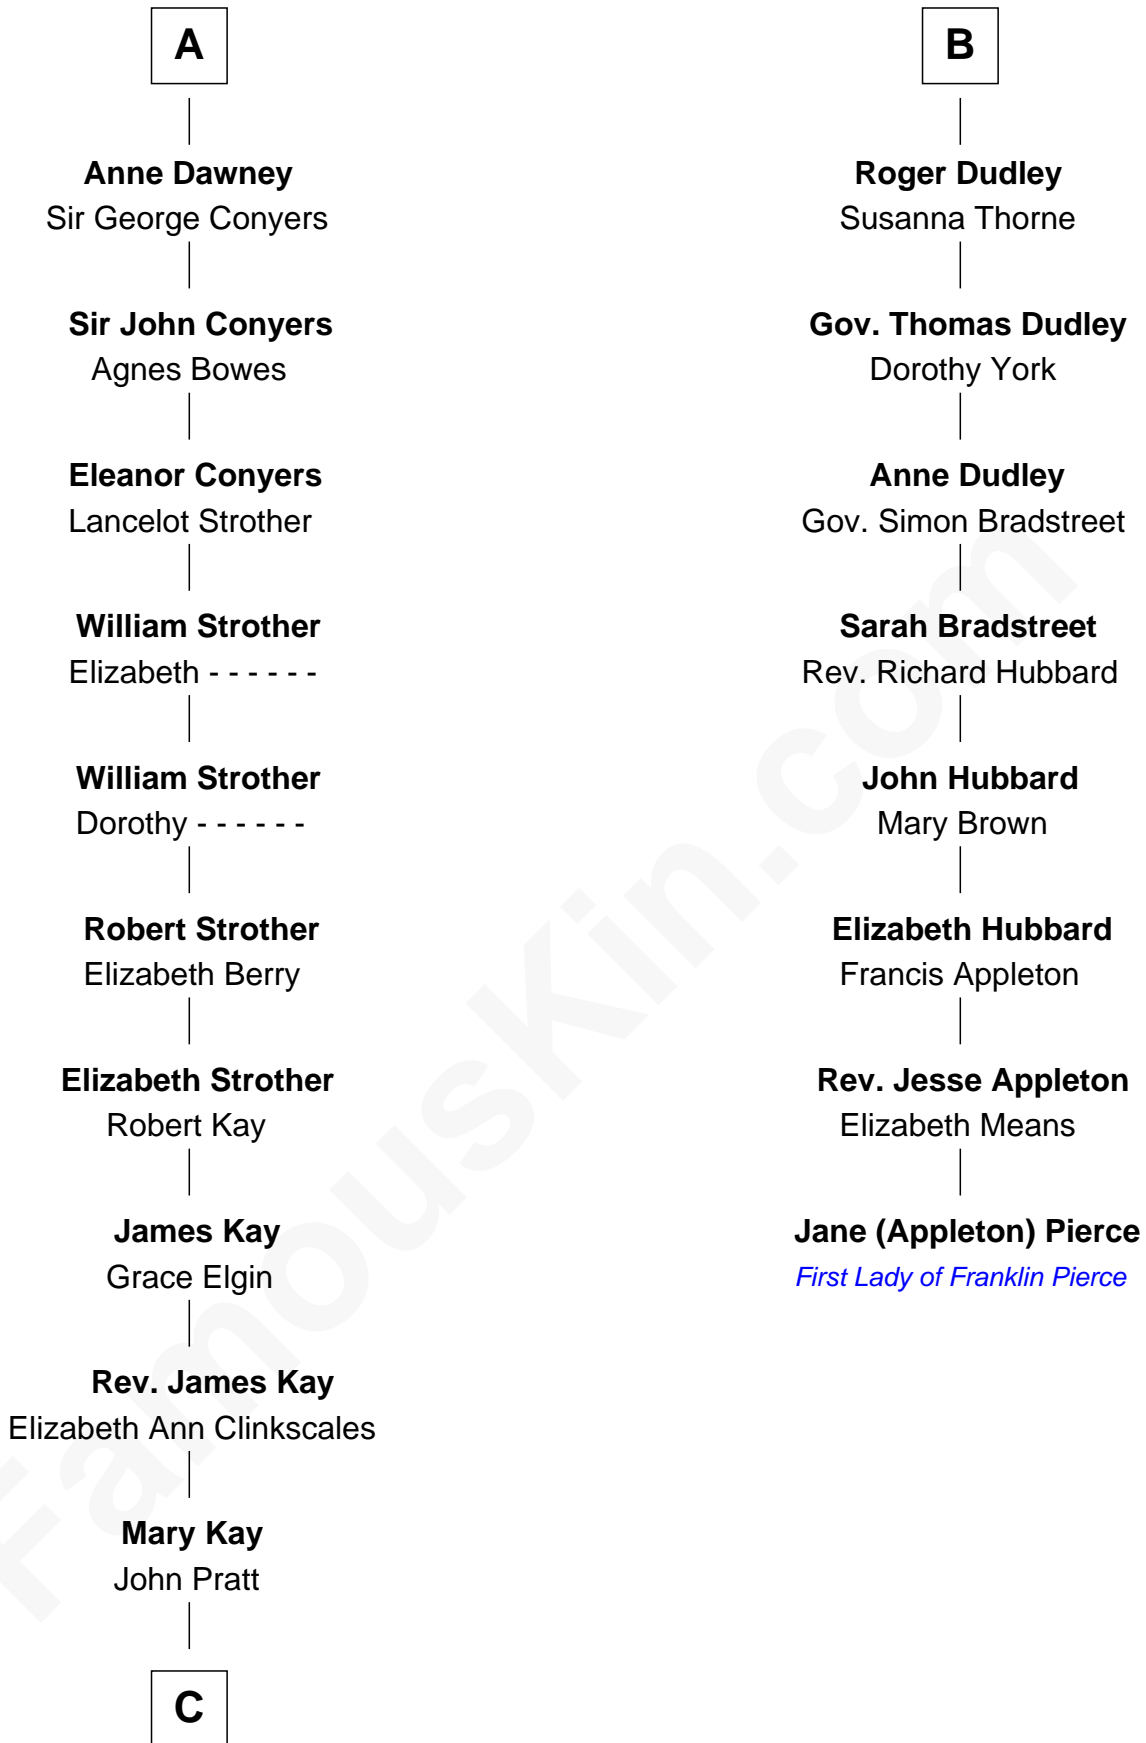 A
Anne Dawney
Sir George Conyers
Sir John Conyers
Agnes Bowes
Eleanor Conyers
Lancelot Strother
William Strother
Elizabeth - - - - - -
William Strother
Dorothy - - - - - -
Robert Strother
Elizabeth Berry
Elizabeth Strother
Robert Kay
James Kay
Grace Elgin
Rev. James Kay
Elizabeth Ann Clinkscales
Mary Kay
John Pratt
C
B
Roger Dudley
Susanna Thorne
Gov. Thomas Dudley
Dorothy York
Anne Dudley
Gov. Simon Bradstreet
Sarah Bradstreet
Rev. Richard Hubbard
John Hubbard
Mary Brown
Elizabeth Hubbard
Francis Appleton
Rev. Jesse Appleton
Elizabeth Means
Jane (Appleton) Pierce
First Lady of Franklin Pierce
FamousKin.com